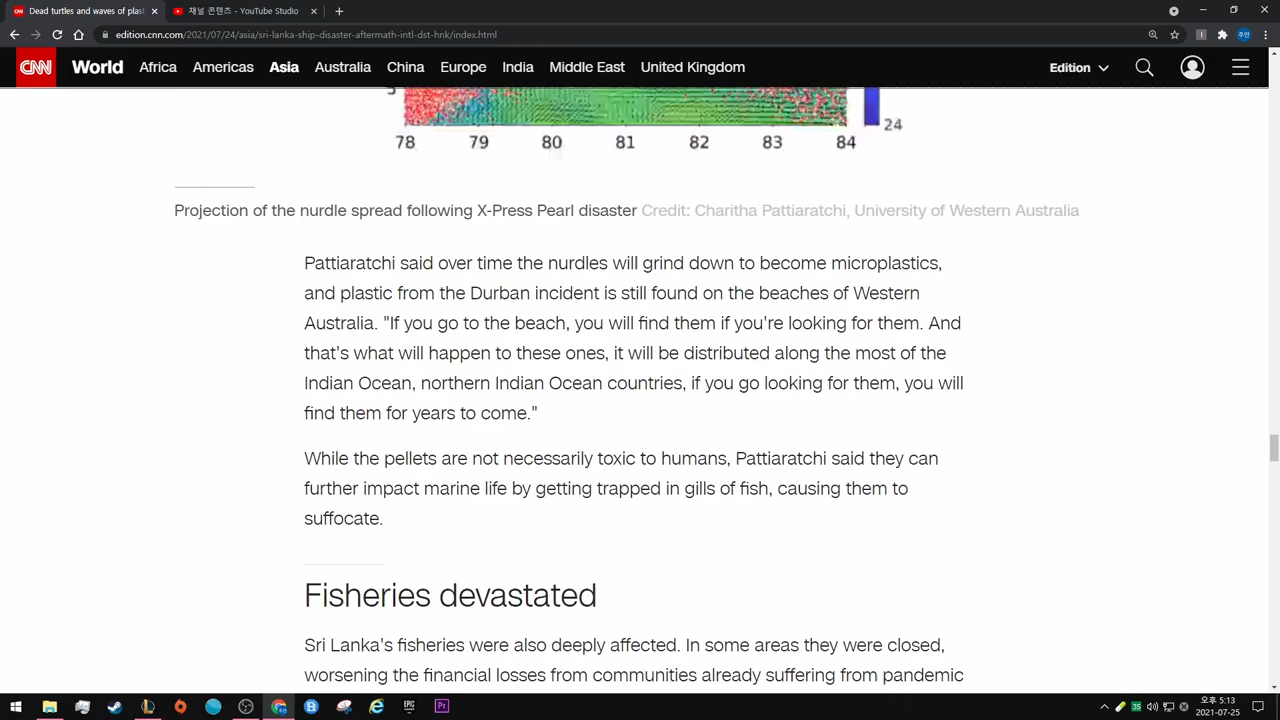 Dead turtles and waves of plast
채널 콘텐츠 - YouTube Studio
edition.cnn.com/2021/07/24/asia/sri-lanka-ship-disaster-aftermath-intl-dst-hnk/index.html
CNN World Africa Americas Asia Australia China Europe India Middle East United Kingdom Edition
24
78 79 80 81 82 83 84
Projection of the nurdle spread following X-Press Pearl disaster Credit: Charitha Pattiaratchi, University of Western Australia
Pattiaratchi said over time the nurdles will grind down to become microplastics,
and plastic from the Durban incident is still found on the beaches of Western
Australia. "If you go to the beach, you will find them if you're looking for them. And
that's what will happen to these ones, it will be distributed along the most of the
Indian Ocean, northern Indian Ocean countries, if you go looking for them, you will
find them for years to come."
While the pellets are not necessarily toxic to humans, Pattiaratchi said they can
further impact marine life by getting trapped in gills of fish, causing them to
suffocate.
Fisheries devastated
Sri Lanka's fisheries were also deeply affected. In some areas they were closed,
worsening the financial losses from communities already suffering from pandemic
오후 5:13
2021-07-25